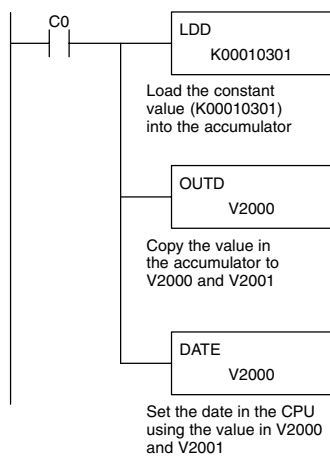 C0
LDD
K00010301
Load the constant
value (K00010301)
into the accumulator
OUTD
V2000
Copy the value in
the accumulator to
V2000 and V2001
DATE
V2000
Set the date in the CPU
using the value in V2000
and V2001